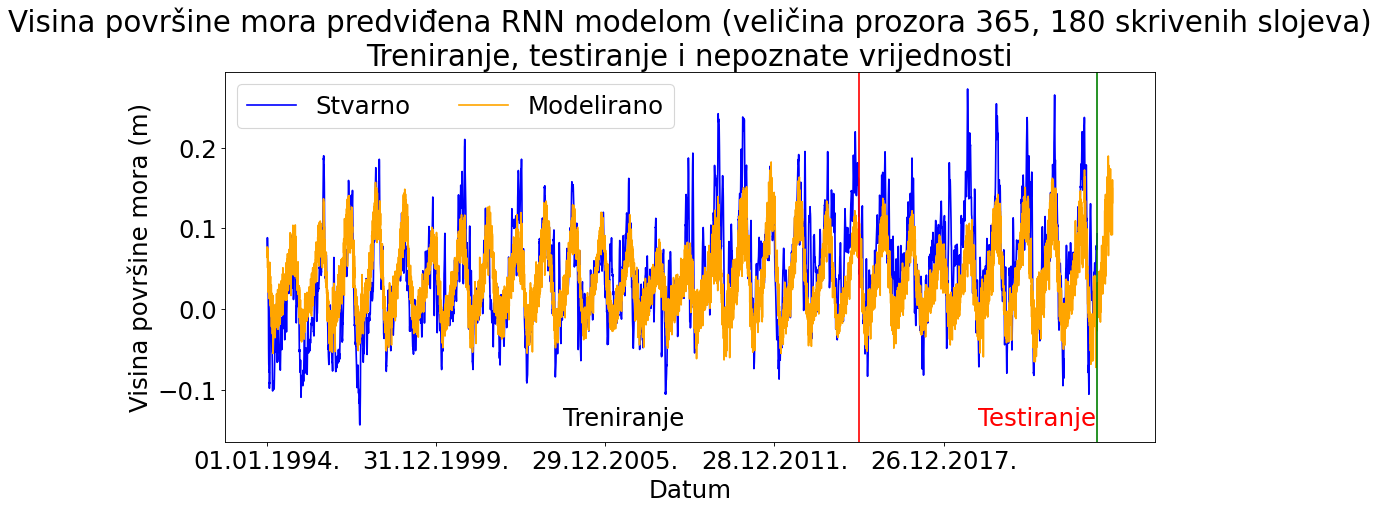 Visina površine mora predviđena RNN modelom (veličina prozora 365, 180 skrivenih slojeva)
Treniranje, testiranje i nepoznate vrijednosti
Stvarno
Modelirano
Visina površine mora (m)
0.2
0.1
0.0
−0.1
Treniranje
Testiranje
01.01.1994.
31.12.1999.
29.12.2005.
28.12.2011.
26.12.2017.
Datum